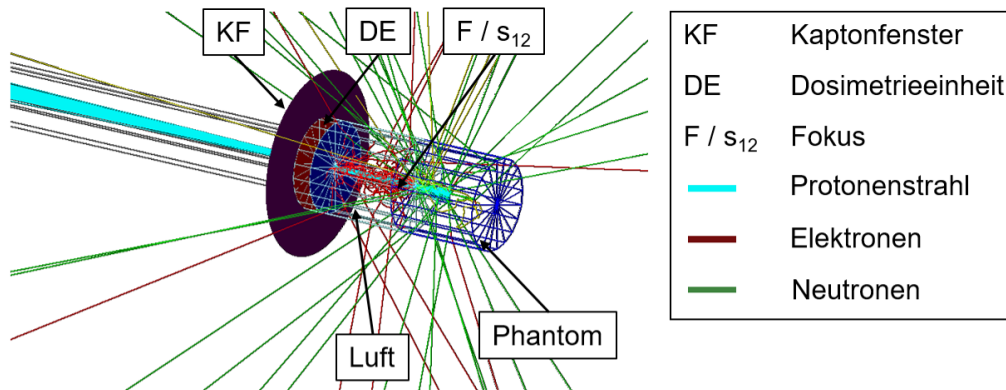 KF
DE
F / s₁₂
Luft
Phantom
KF Kaptonfenster
DE Dosimetrieeinheit
F / s₁₂ Fokus
Protonenstrahl
Elektronen
Neutronen